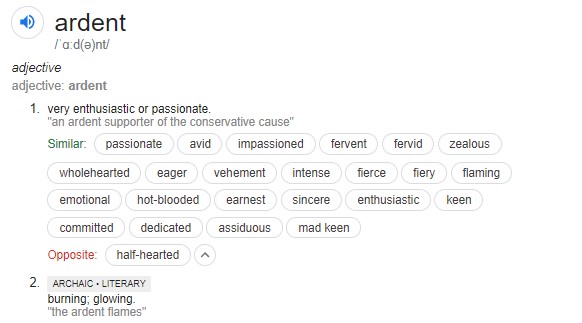 ardent
/ˈɑːd(ə)nt/
adjective
adjective: ardent
1. very enthusiastic or passionate.
"an ardent supporter of the conservative cause"
Similar: passionate avid impassioned fervent fervid zealous
wholehearted eager vehement intense fierce fiery flaming
emotional hot-blooded earnest sincere enthusiastic keen
committed dedicated assiduous mad keen
Opposite: half-hearted
2. ARCHAIC • LITERARY
burning; glowing.
"the ardent flames"